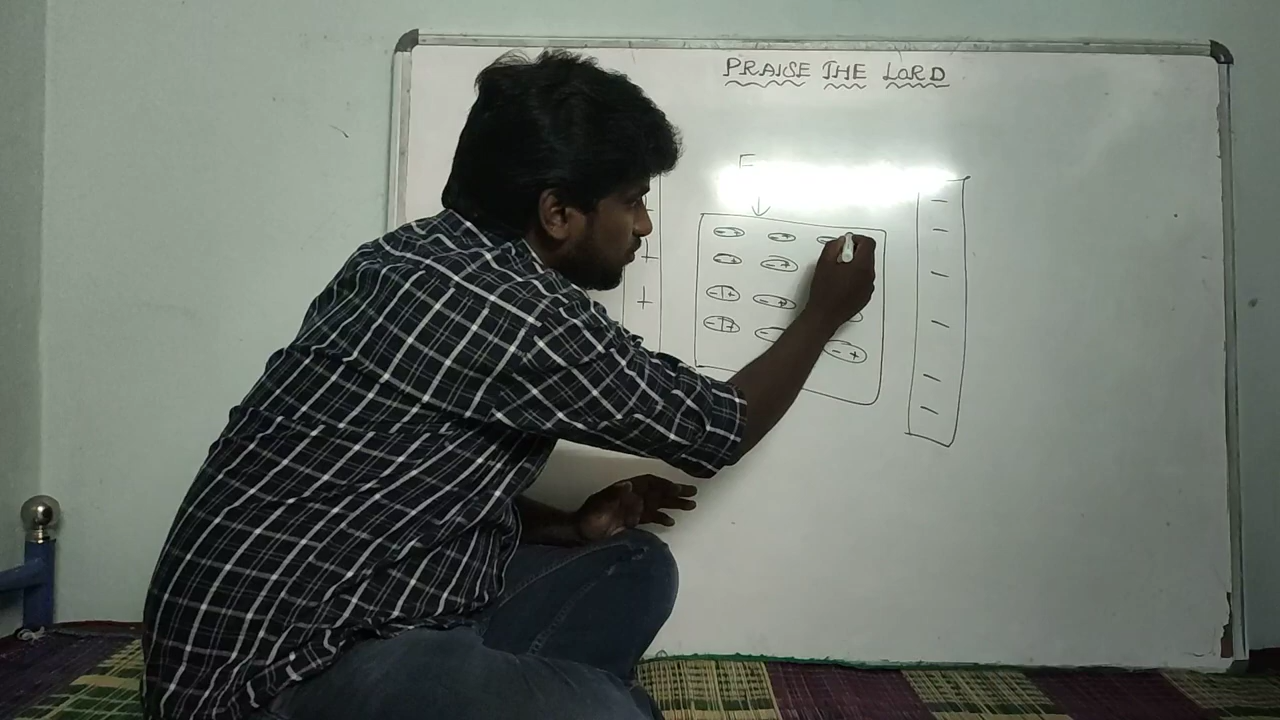 PRAISE THE LORD
E
- + - + -
+ - + - +
+ - + - +
- + -
- +
-
-
-
-
-
-